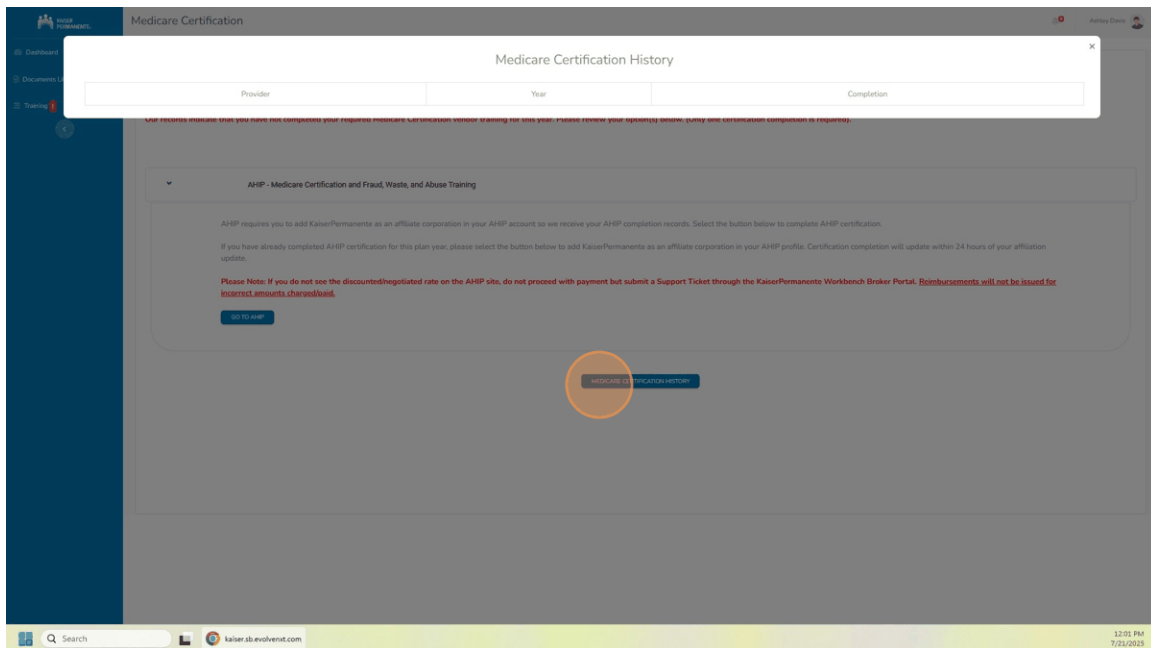 KAISER
PERMANENTE.
Medicare Certification
Ashley Davis
Dashboard
Documents Li
Training
Medicare Certification History
×
Provider Year Completion
Our records indicate that you have not completed your required Medicare Certification vendor training for this year. Please review your option(s) below. (Only one certification completion is required).
AHIP - Medicare Certification and Fraud, Waste, and Abuse Training
AHIP requires you to add KaiserPermanente as an affiliate corporation in your AHIP account so we receive your AHIP completion records. Select the button below to complete AHIP certification.
If you have already completed AHIP certification for this plan year, please select the button below to add KaiserPermanente as an affiliate corporation in your AHIP profile. Certification completion will update within 24 hours of your affiliation
update.
Please Note: If you do not see the discounted/negotiated rate on the AHIP site, do not proceed with payment but submit a Support Ticket through the KaiserPermanente Workbench Broker Portal. Reimbursements will not be issued for
incorrect amounts charged/paid.
GO TO AHIP
MEDICARE CERTIFICATION HISTORY
Search
kaiser.sb.evolvenxt.com
12:01 PM
7/21/2025